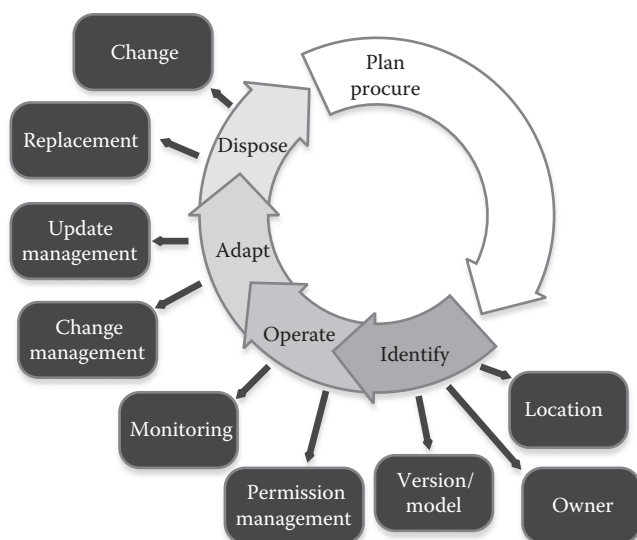 Plan
procure
Change
Dispose
Replacement
Update
management
Adapt
Change
management
Operate
Identify
Location
Monitoring
Version/
model
Permission
management
Owner